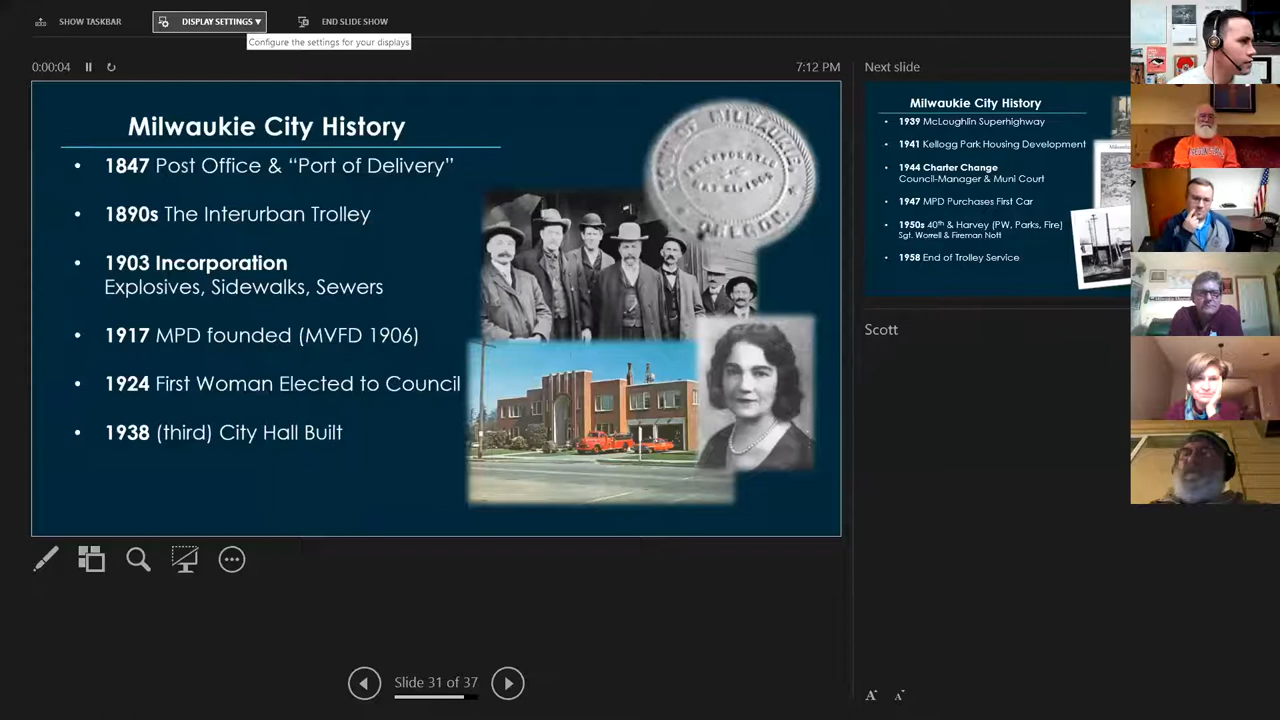 SHOW TASKBAR
DISPLAY SETTINGS ▾
END SLIDE SHOW
Configure the settings for your displays
0:00:04
7:12 PM
Milwaukie City History
• 1847 Post Office & “Port of Delivery”
• 1890s The Interurban Trolley
• 1903 Incorporation
Explosives, Sidewalks, Sewers
• 1917 MPD founded (MVFD 1906)
• 1924 First Woman Elected to Council
• 1938 (third) City Hall Built
TOWN OF MILWAUKIE
INCORPORATED
OREGON
Slide 31 of 37
Next slide
Milwaukie City History
• 1939 McLoughlin Superhighway
• 1941 Kellogg Park Housing Development
• 1944 Charter Change
Council-Manager & Muni Court
• 1947 MPD Purchases First Car
• 1950s 40th & Harvey (PW, Parks, Fire)
Sgt. Worrell & Fireman Nott
• 1958 End of Trolley Service
Scott
A
A